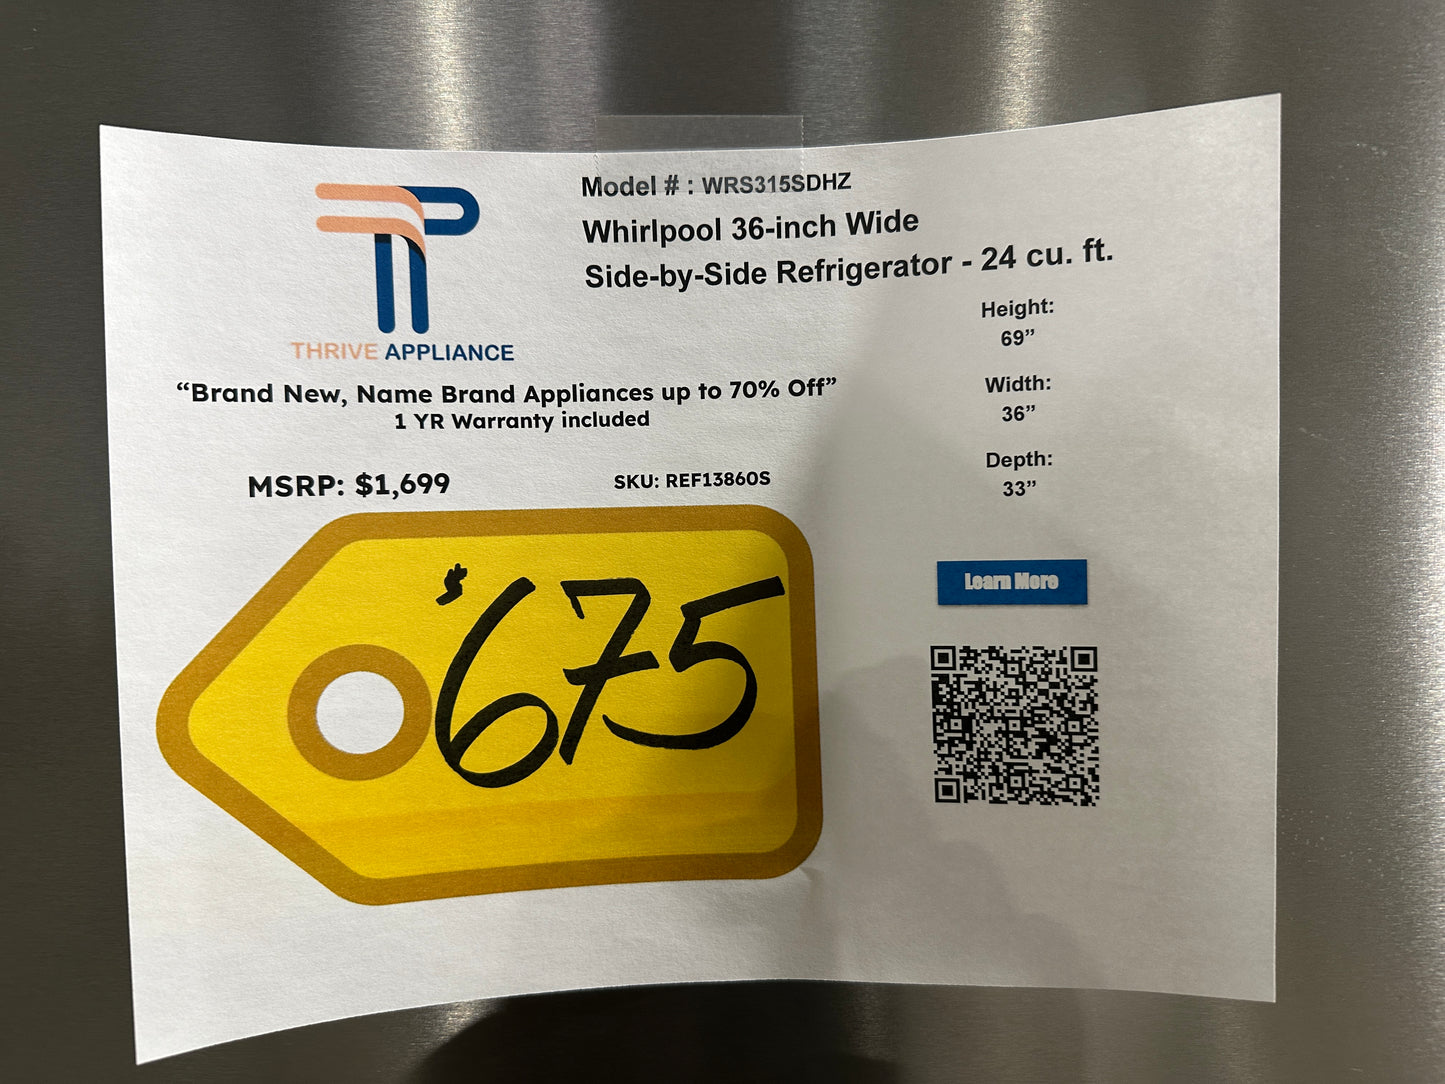 Model # : WRS315SDHZ
Whirlpool 36-inch Wide
Side-by-Side Refrigerator - 24 cu. ft.
THRIVE APPLIANCE
“Brand New, Name Brand Appliances up to 70% Off”
1 YR Warranty included
MSRP: $1,699
SKU: REF13860S
$675
Height:
69”
Width:
36”
Depth:
33”
Learn More